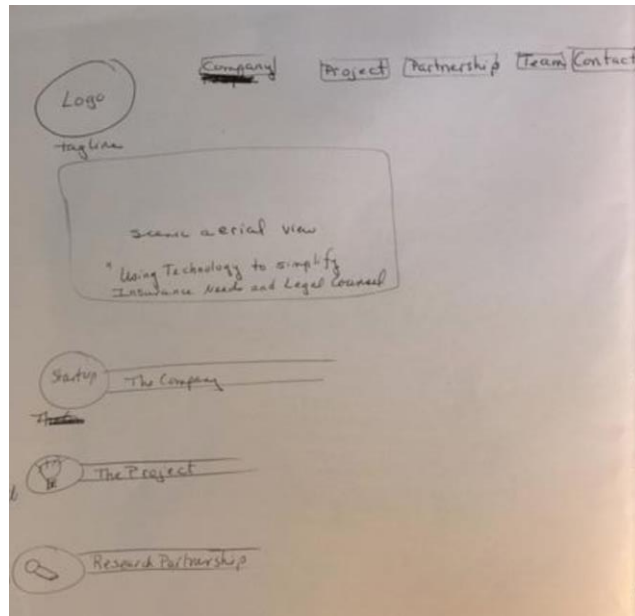 Company
Project
Partnership
Team
Contact
Logo
tagline
scenic aerial view
" Using Technology to simplify
Insurance Needs and Legal Counsel
Startup
The Company
The Project
Research Partnership